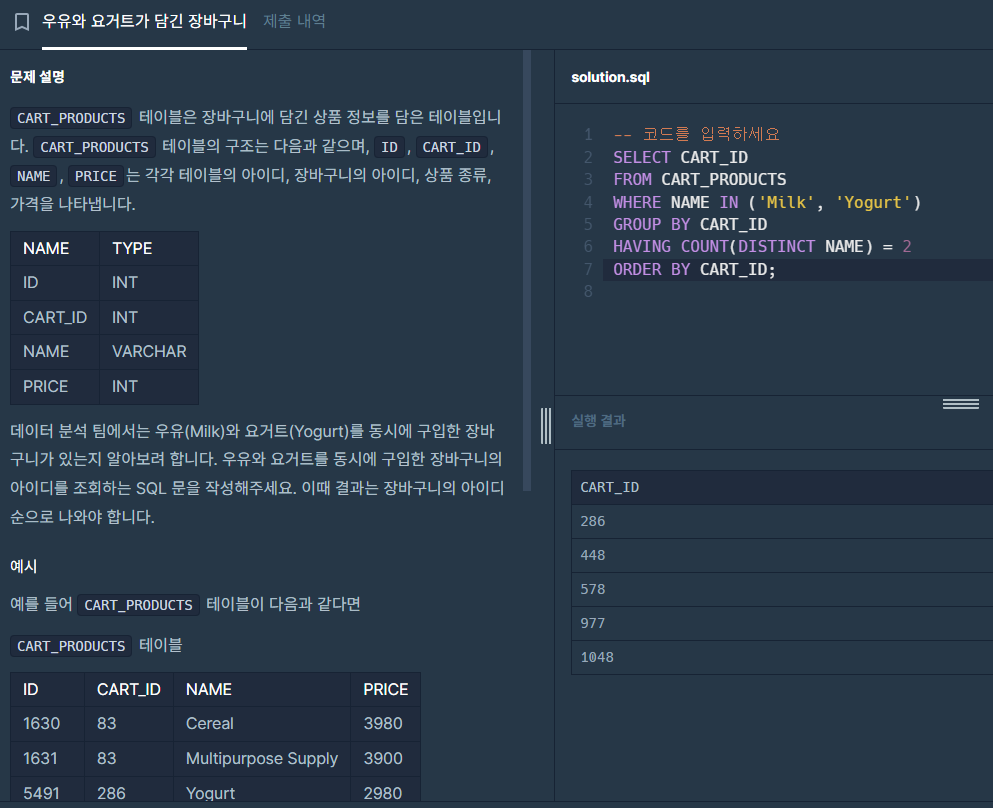 우유와 요거트가 담긴 장바구니 제출 내역
문제 설명
CART_PRODUCTS 테이블은 장바구니에 담긴 상품 정보를 담은 테이블입니
다. CART_PRODUCTS 테이블의 구조는 다음과 같으며, ID , CART_ID ,
NAME , PRICE 는 각각 테이블의 아이디, 장바구니의 아이디, 상품 종류,
가격을 나타냅니다.
NAME TYPE
ID INT
CART_ID INT
NAME VARCHAR
PRICE INT
데이터 분석 팀에서는 우유(Milk)와 요거트(Yogurt)를 동시에 구입한 장바
구니가 있는지 알아보려 합니다. 우유와 요거트를 동시에 구입한 장바구니의
아이디를 조회하는 SQL 문을 작성해주세요. 이때 결과는 장바구니의 아이디
순으로 나와야 합니다.
예시
예를 들어 CART_PRODUCTS 테이블이 다음과 같다면
CART_PRODUCTS 테이블
ID CART_ID NAME PRICE
1630 83 Cereal 3980
1631 83 Multipurpose Supply 3900
5491 286 Yogurt 2980
solution.sql
1 -- 코드를 입력하세요
2 SELECT CART_ID
3 FROM CART_PRODUCTS
4 WHERE NAME IN ('Milk', 'Yogurt')
5 GROUP BY CART_ID
6 HAVING COUNT(DISTINCT NAME) = 2
7 ORDER BY CART_ID;
8
실행 결과
CART_ID
286
448
578
977
1048